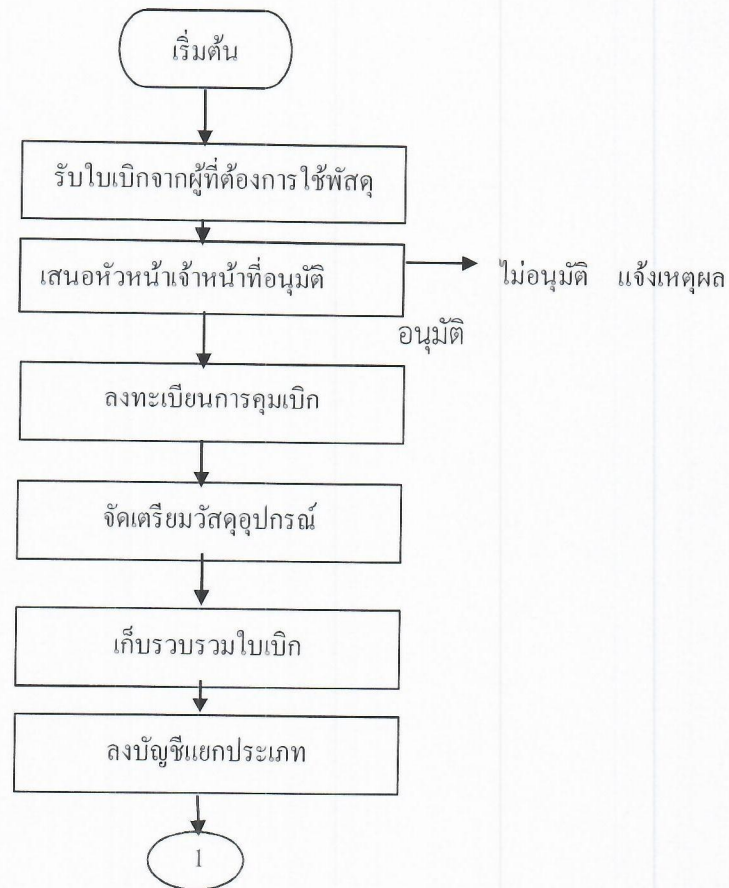 เริ่มต้น
รับใบเบิกจากผู้ที่ต้องการใช้พัสดุ
เสนอหัวหน้าเจ้าหน้าที่อนุมัติ
ไม่อนุมัติ แจ้งเหตุผล
อนุมัติ
ลงทะเบียนการคุมเบิก
จัดเตรียมวัสดุอุปกรณ์
เก็บรวบรวมใบเบิก
ลงบัญชีแยกประเภท
1